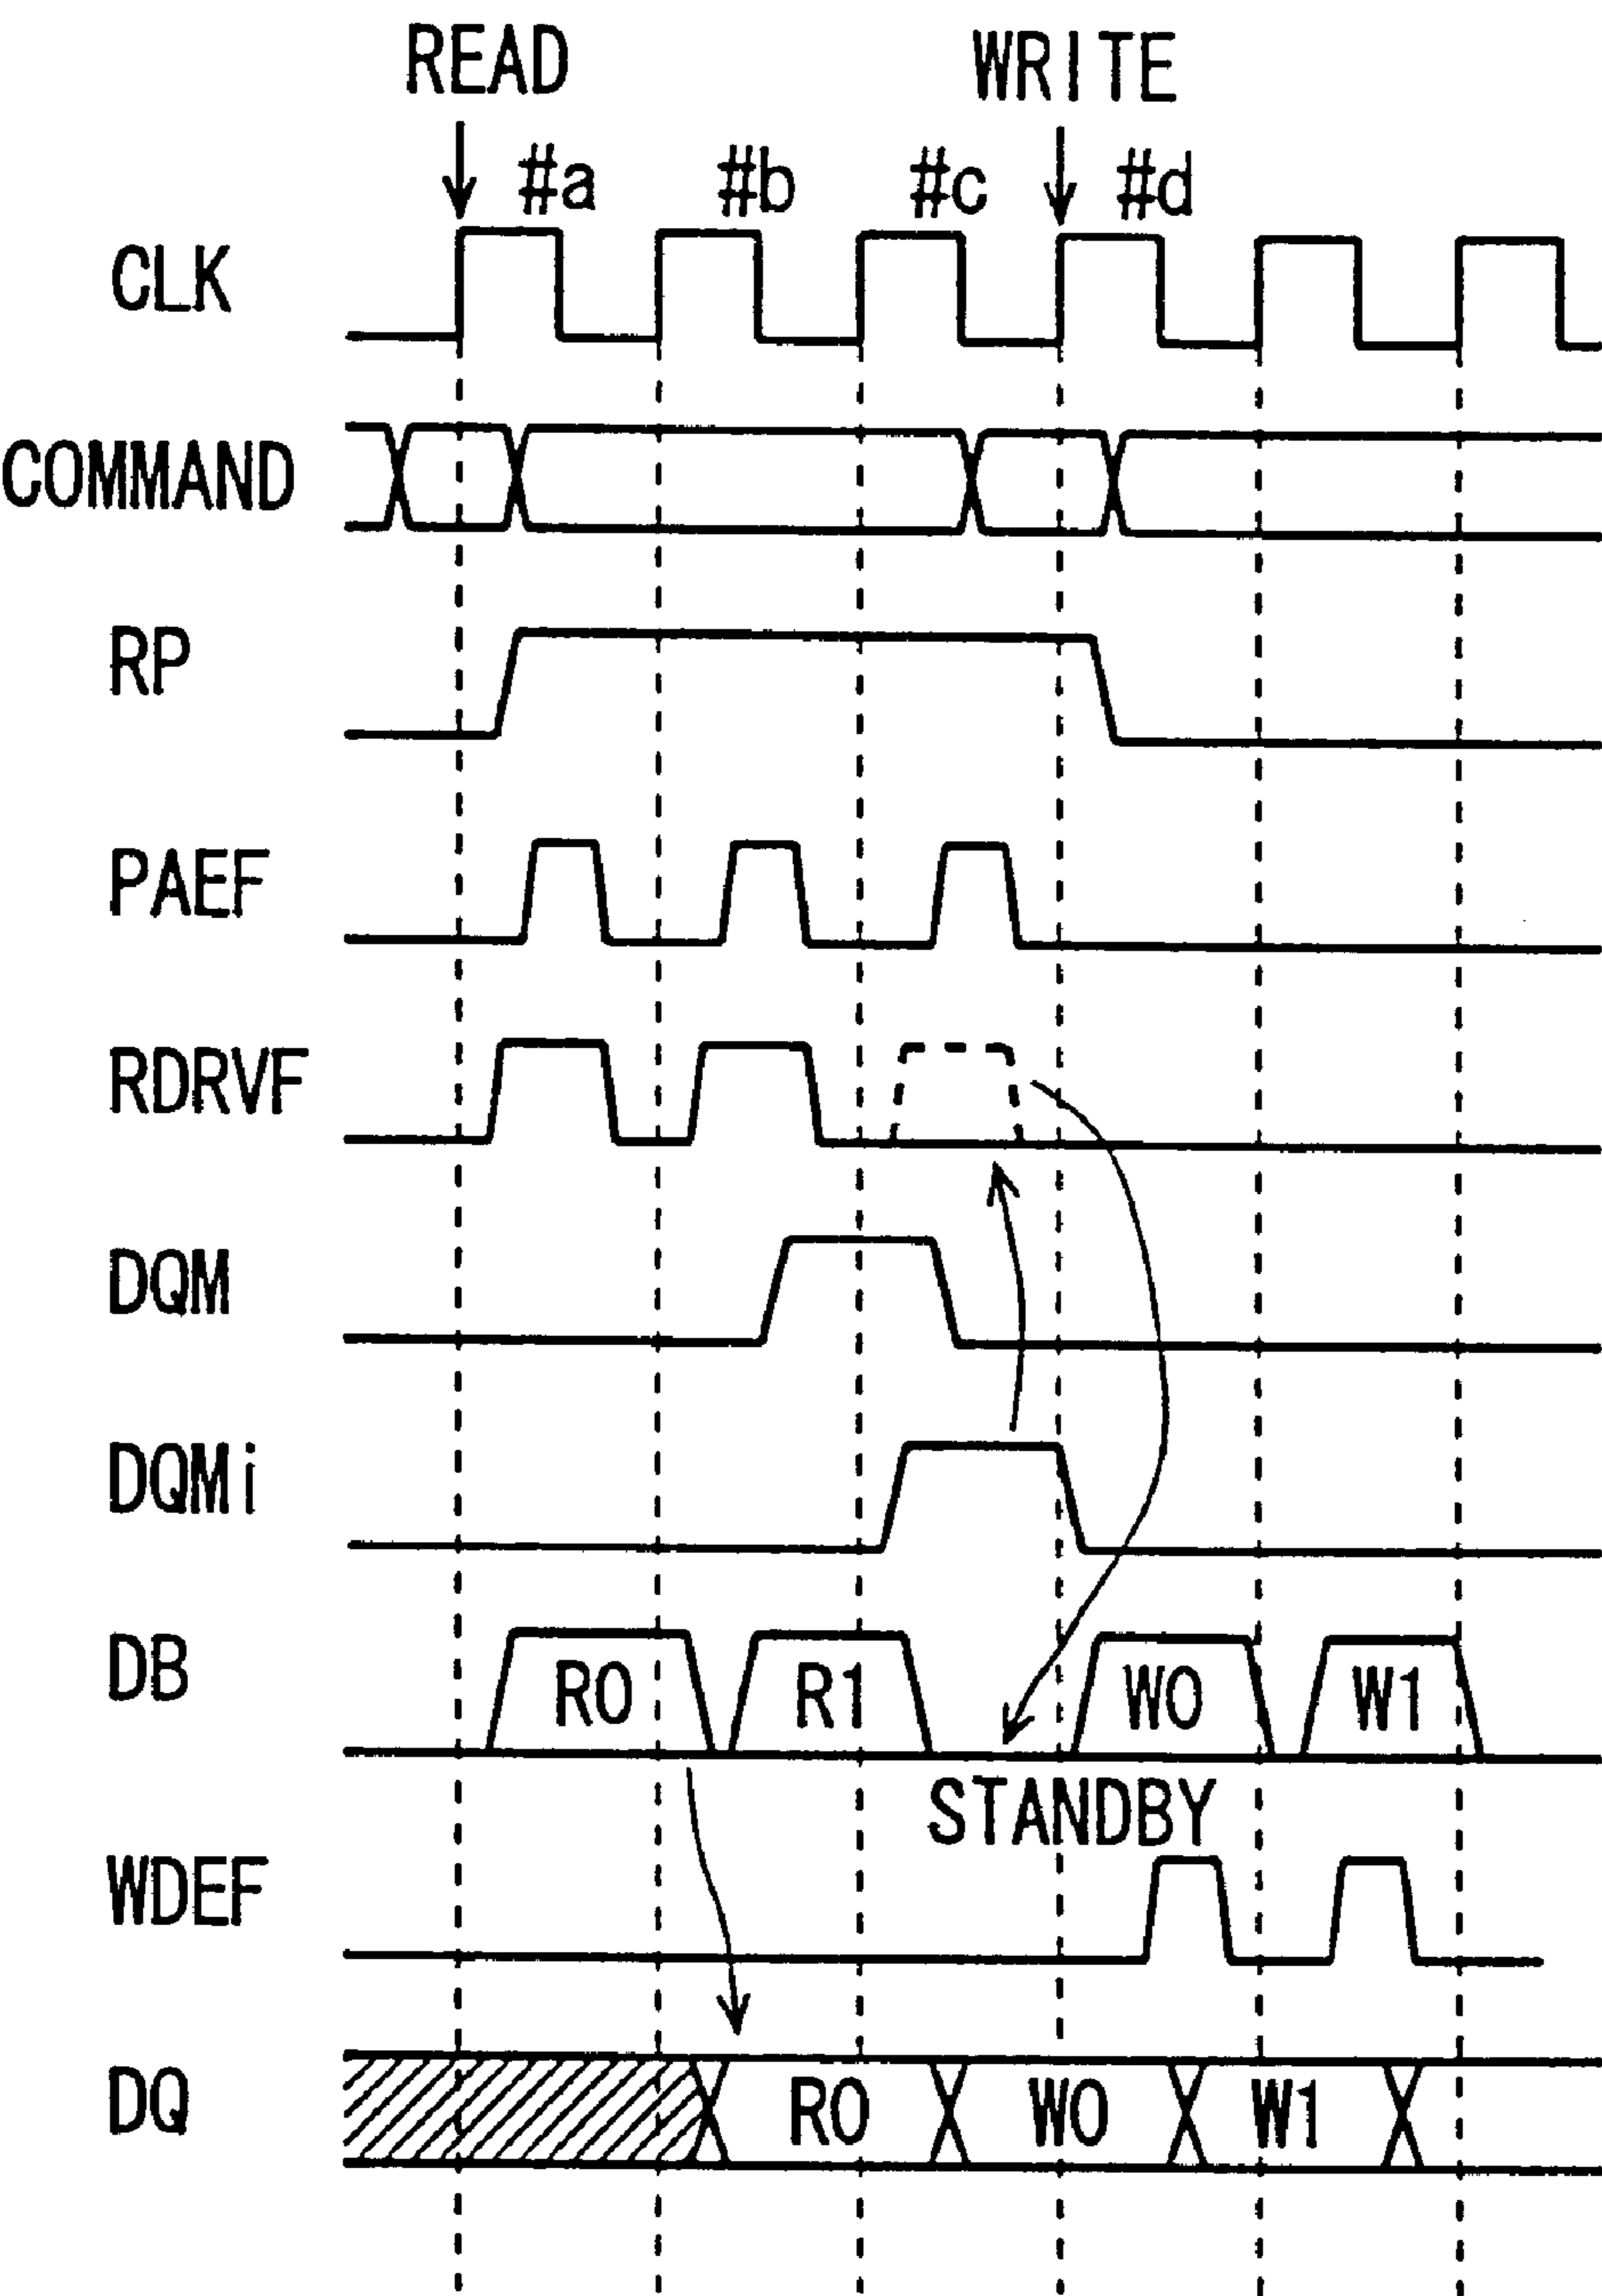 READ WRITE
#a #b #c #d
CLK
COMMAND
RP
PAEF
RDRVF
DQM
DQMi
DB R0 R1 W0 W1
STANDBY
WDEF
DQ R0 W0 W1